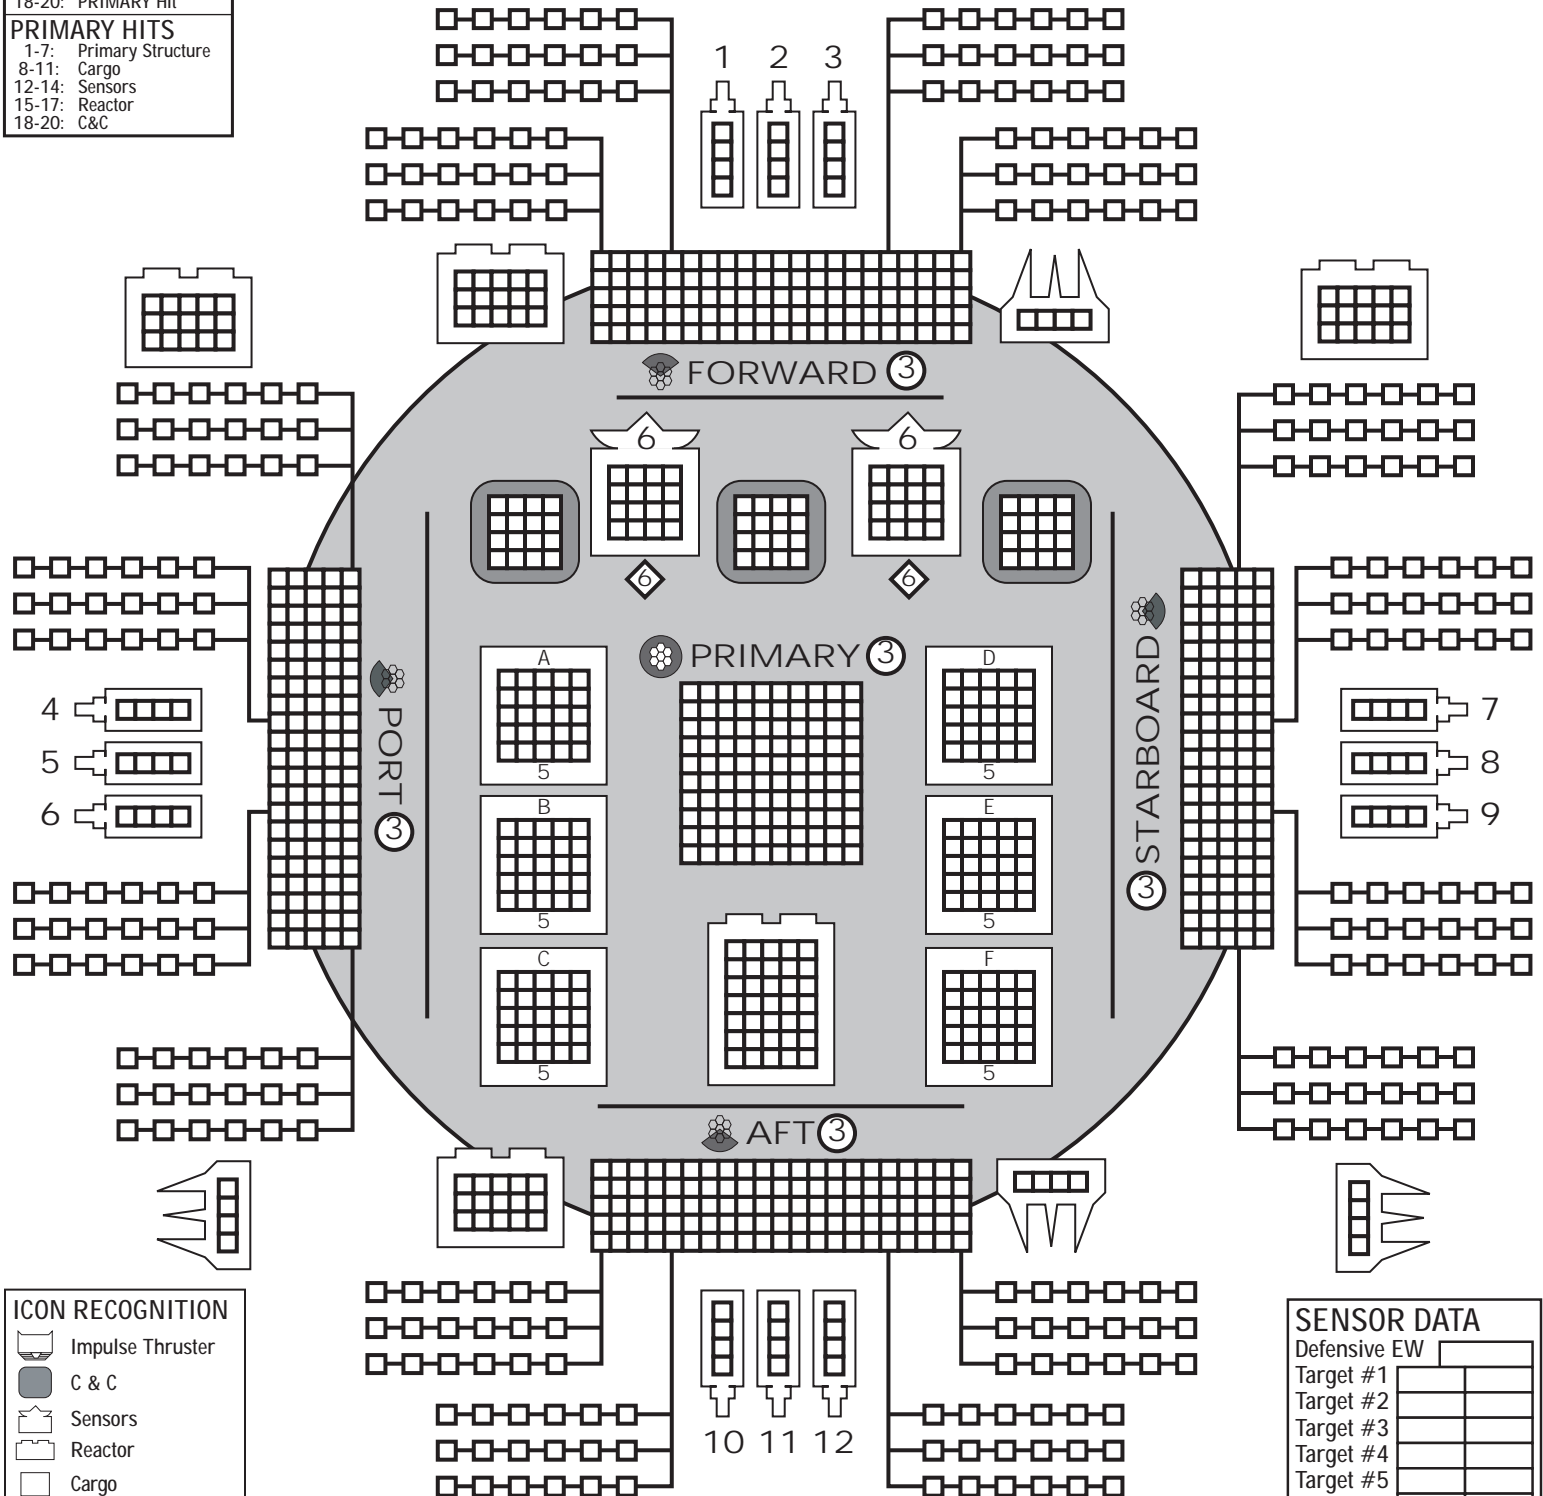 18-20: PRIMARY Hit
PRIMARY HITS
1-7: Primary Structure
8-11: Cargo
12-14: Sensors
15-17: Reactor
18-20: C&C
1 2 3
FORWARD 3
6 6
6 6
PRIMARY 3
A
5
B
5
C
5
D
5
E
5
F
5
4
5
6
PORT 3
STARBOARD 3
7
8
9
AFT 3
10 11 12
ICON RECOGNITION
Impulse Thruster
C & C
Sensors
Reactor
Cargo
SENSOR DATA
Defensive EW
Target #1
Target #2
Target #3
Target #4
Target #5